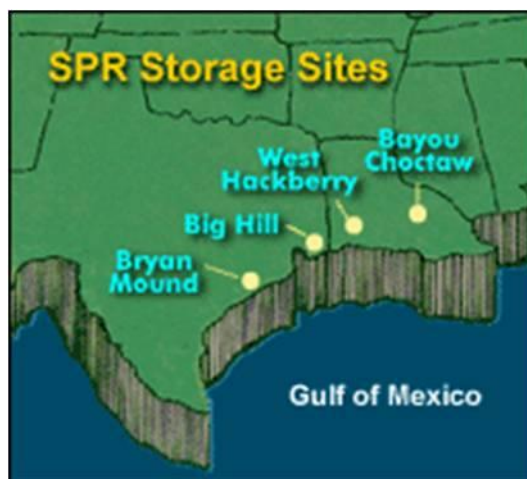 SPR Storage Sites
Bayou
Choctaw
West
Hackberry
Big Hill
Bryan
Mound
Gulf of Mexico